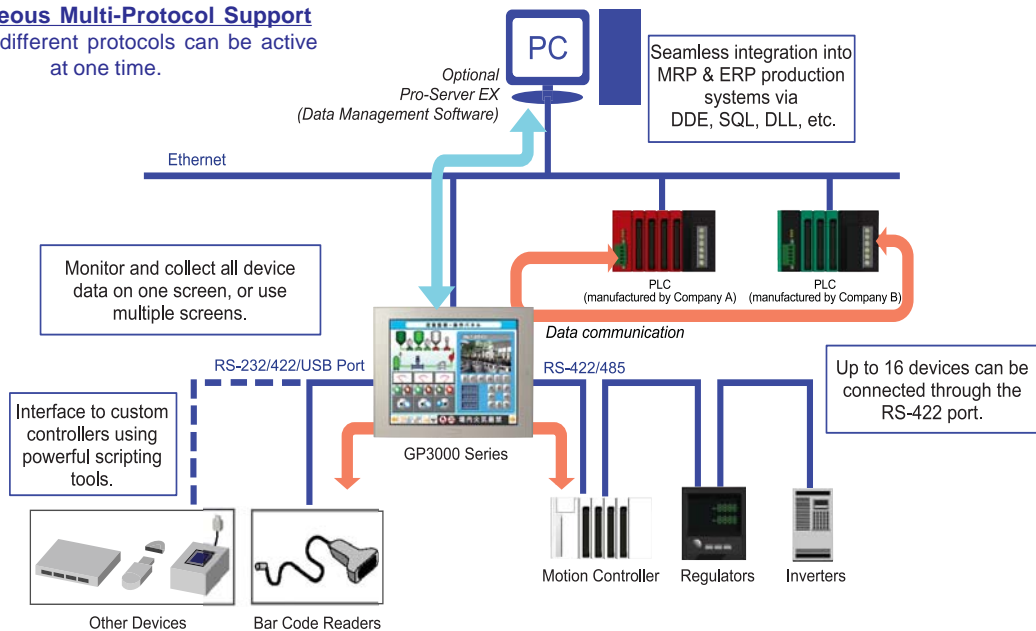 eous Multi-Protocol Support
different protocols can be active
at one time.
PC
Optional
Pro-Server EX
(Data Management Software)
Seamless integration into
MRP & ERP production
systems via
DDE, SQL, DLL, etc.
Ethernet
Monitor and collect all device
data on one screen, or use
multiple screens.
PLC
(manufactured by Company A)
PLC
(manufactured by Company B)
Data communication
RS-232/422/USB Port
RS-422/485
Up to 16 devices can be
connected through the
RS-422 port.
Interface to custom
controllers using
powerful scripting
tools.
GP3000 Series
Motion Controller
Regulators
Inverters
Other Devices
Bar Code Readers